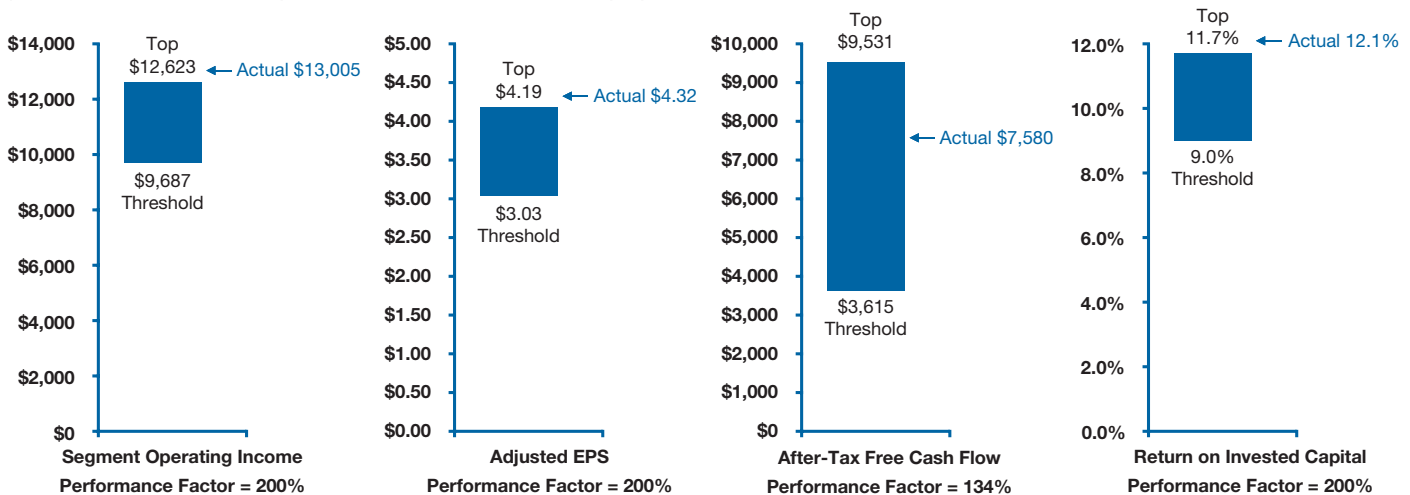 $14,000
$12,000
$10,000
$8,000
$6,000
$4,000
$2,000
$0
Top
$12,623
Actual $13,005
$9,687
Threshold
Segment Operating Income
Performance Factor = 200%
$5.00
$4.50
$4.00
$3.50
$3.00
$2.50
$2.00
$1.50
$1.00
$0.50
$0.00
Top
$4.19
Actual $4.32
$3.03
Threshold
Adjusted EPS
Performance Factor = 200%
$10,000
$9,000
$8,000
$7,000
$6,000
$5,000
$4,000
$3,000
$2,000
$1,000
$0
Top
$9,531
Actual $7,580
$3,615
Threshold
After-Tax Free Cash Flow
Performance Factor = 134%
12.0%
10.0%
8.0%
6.0%
4.0%
2.0%
0.0%
Top
11.7%
Actual 12.1%
9.0%
Threshold
Return on Invested Capital
Performance Factor = 200%